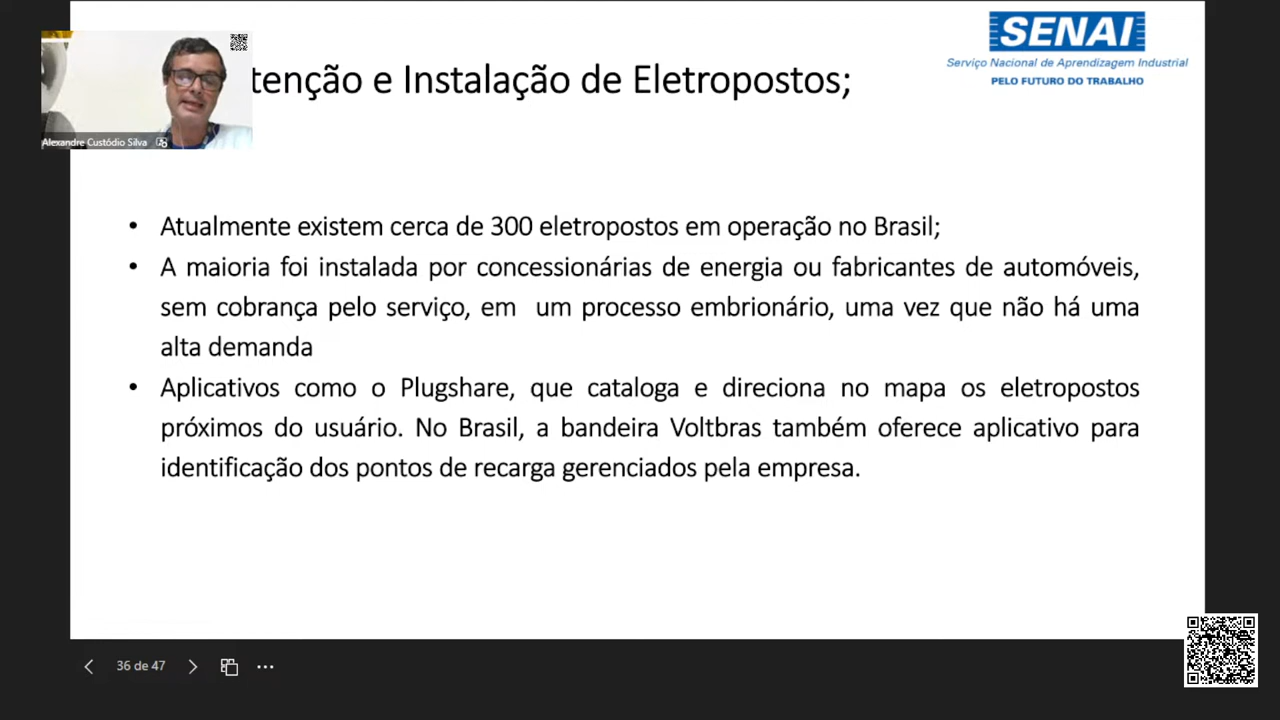 SENAI
Serviço Nacional de Aprendizagem Industrial
PELO FUTURO DO TRABALHO
tenção e Instalação de Eletropostos;
Alexandre Custódio Silva
• Atualmente existem cerca de 300 eletropostos em operação no Brasil;
• A maioria foi instalada por concessionárias de energia ou fabricantes de automóveis,
sem cobrança pelo serviço, em um processo embrionário, uma vez que não há uma
alta demanda
• Aplicativos como o Plugshare, que cataloga e direciona no mapa os eletropostos
próximos do usuário. No Brasil, a bandeira Voltbras também oferece aplicativo para
identificação dos pontos de recarga gerenciados pela empresa.
36 de 47